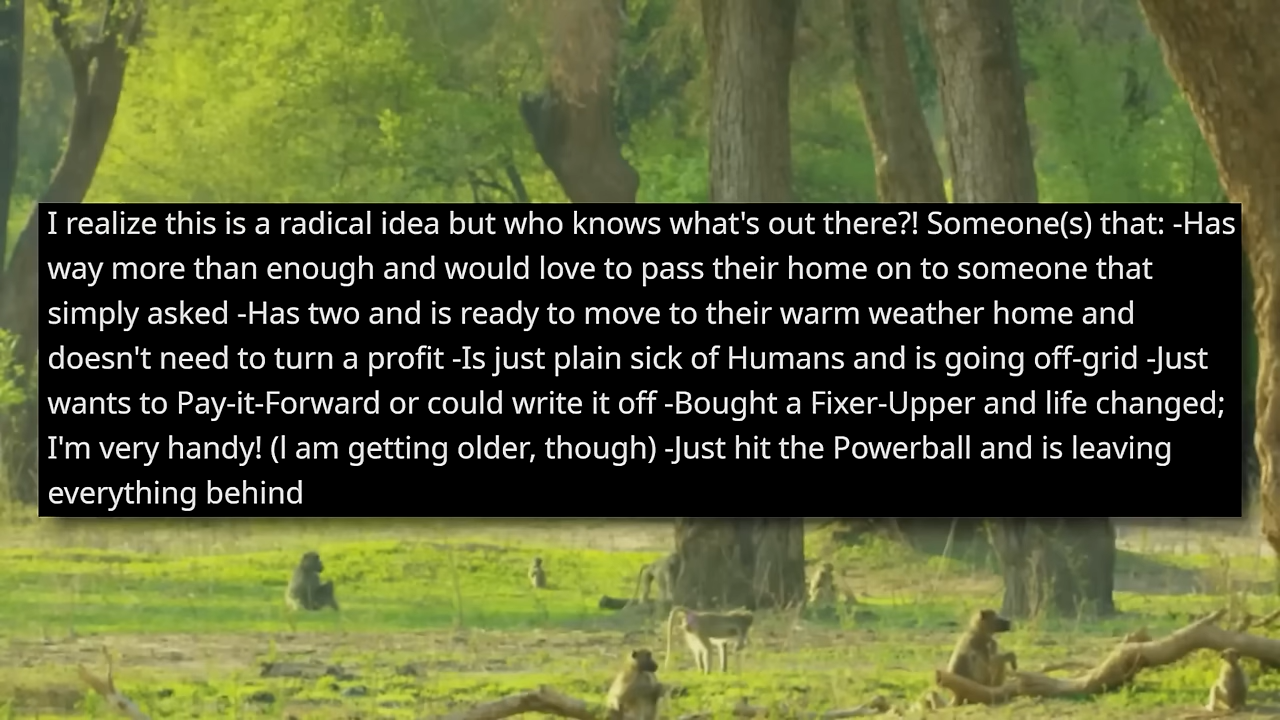 I realize this is a radical idea but who knows what's out there?! Someone(s) that: -Has
way more than enough and would love to pass their home on to someone that
simply asked -Has two and is ready to move to their warm weather home and
doesn't need to turn a profit -Is just plain sick of Humans and is going off-grid -Just
wants to Pay-it-Forward or could write it off -Bought a Fixer-Upper and life changed;
I'm very handy! (l am getting older, though) -Just hit the Powerball and is leaving
everything behind